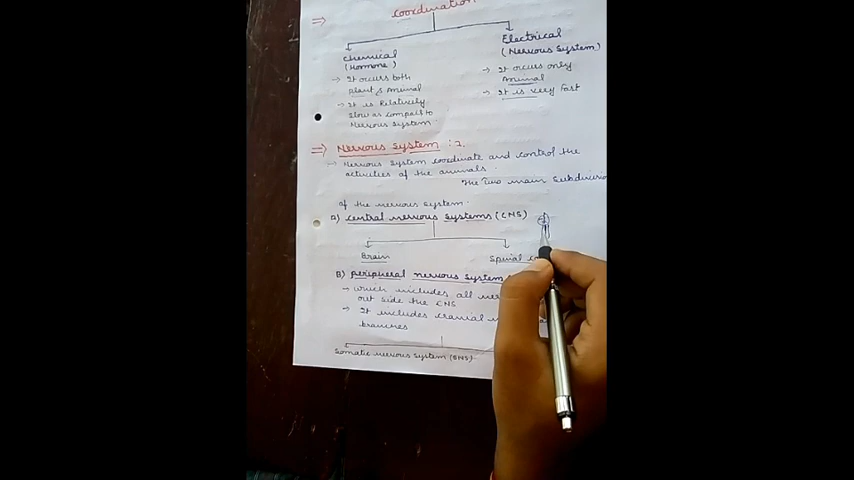 ⇒ Coordination
Electrical
(Nervous System)
Chemical
(Hormone)
→ It occurs only
Animal
→ It is very fast
→ It occurs both
Plant & Animal
→ It is Relatively
Slow as compais to
Nervous System.
⇒ Nervous System :-
→ Nervous System coordinate and control the
activities of the animals.
The Two main Subdivision
of the nervous System.
A) central nervous Systems (CNS)
Brain
Spinal
B) peripheral nervous System
→ which includes all
out side the CNS
→ It includes cranial
branches
Somatic nervous System (SNS)